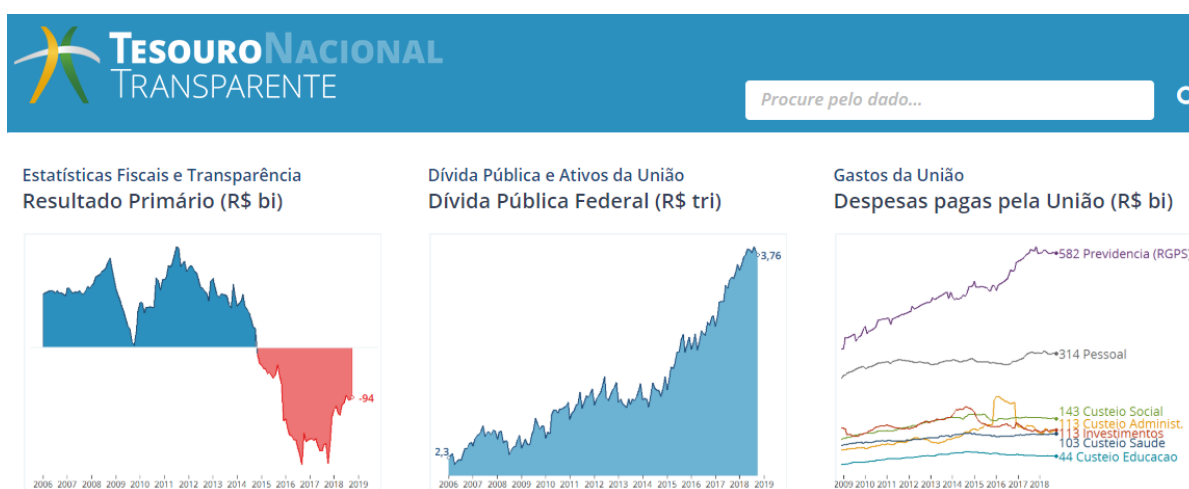 TESOURO NACIONAL
TRANSPARENTE
Procure pelo dado...
Estatísticas Fiscais e Transparência
Resultado Primário (R$ bi)
-94
2006 2007 2008 2009 2010 2011 2012 2013 2014 2015 2016 2017 2018 2019
Dívida Pública e Ativos da União
Dívida Pública Federal (R$ tri)
3,76
2,3
2006 2007 2008 2009 2010 2011 2012 2013 2014 2015 2016 2017 2018 2019
Gastos da União
Despesas pagas pela União (R$ bi)
582 Previdencia (RGPS)
314 Pessoal
143 Custeio Social
113 Custeio Administ.
113 Investimentos
103 Custeio Saude
44 Custeio Educacao
2009 2010 2011 2012 2013 2014 2015 2016 2017 2018